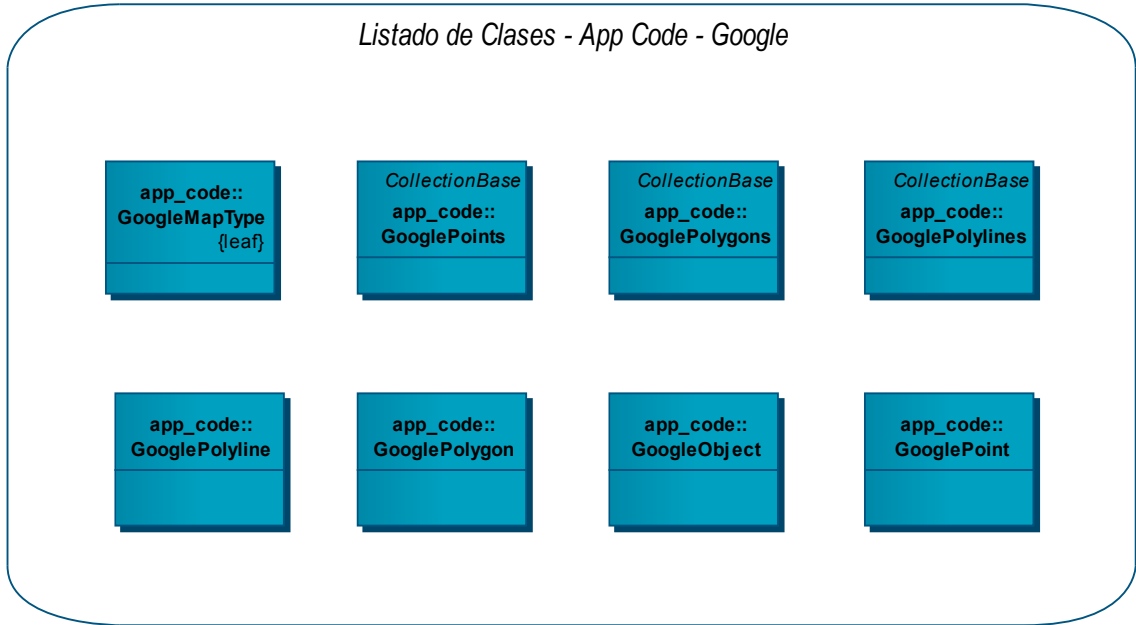 Listado de Clases - App Code - Google
app_code::
GoogleMapType
{leaf}
CollectionBase
app_code::
GooglePoints
CollectionBase
app_code::
GooglePolygons
CollectionBase
app_code::
GooglePolylines
app_code::
GooglePolyline
app_code::
GooglePolygon
app_code::
GoogleObject
app_code::
GooglePoint